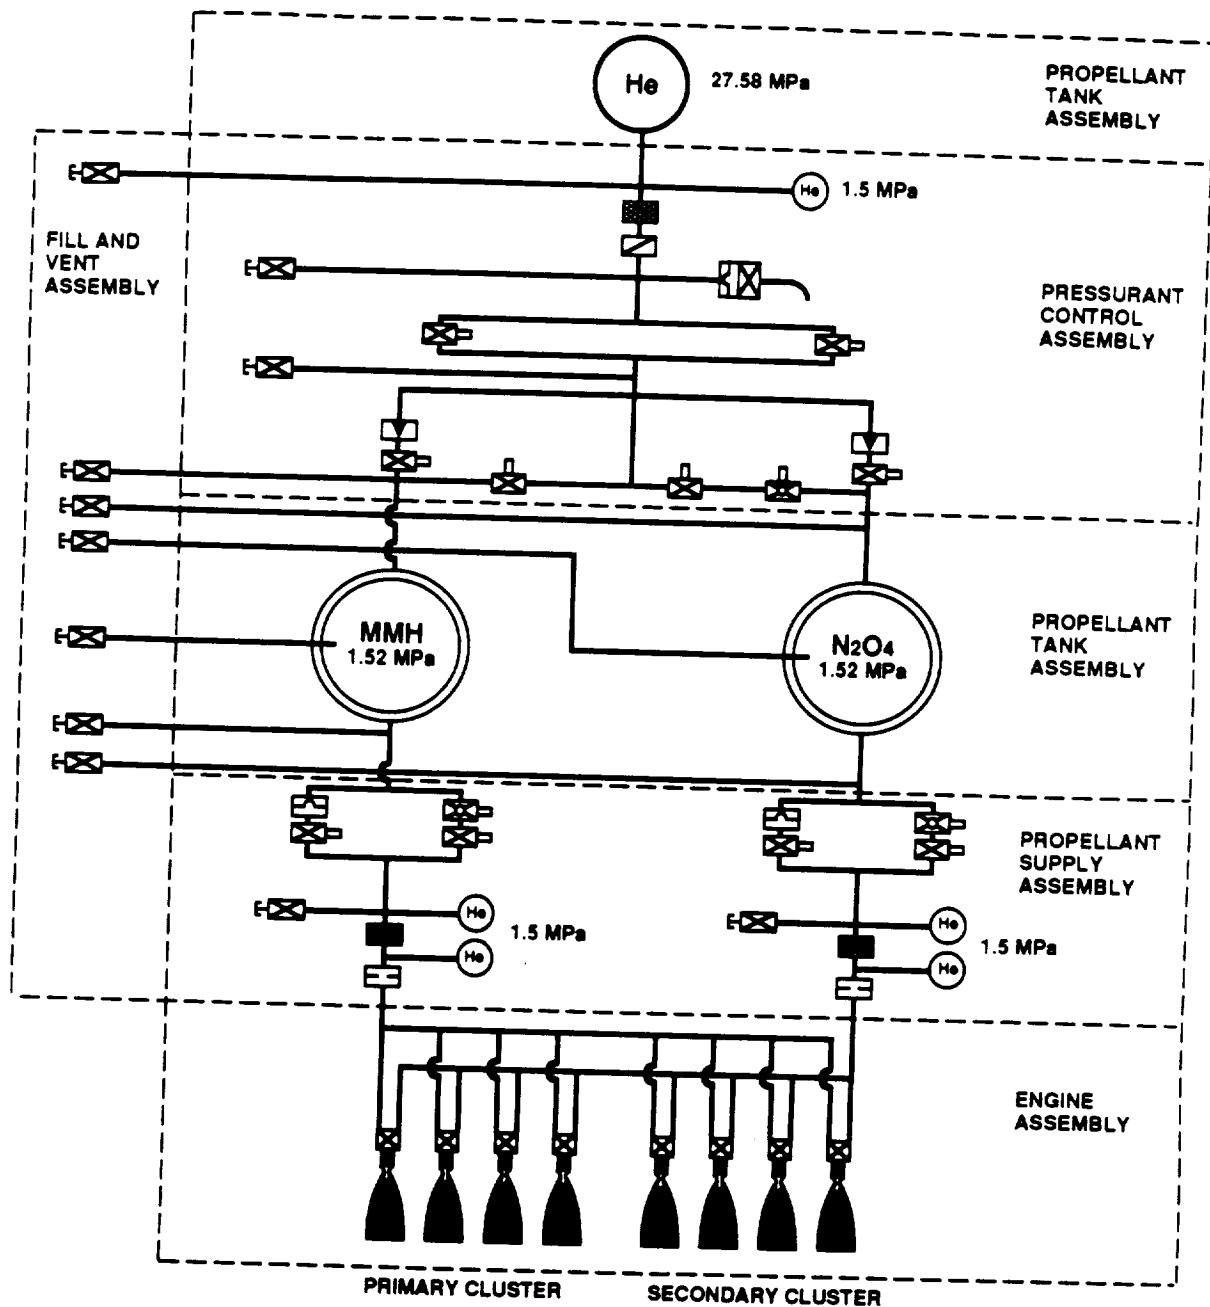 He
27.58 MPa
PROPELLANT
TANK
ASSEMBLY
He
1.5 MPa
FILL AND
VENT
ASSEMBLY
PRESSURANT
CONTROL
ASSEMBLY
MMH
1.52 MPa
N2O4
1.52 MPa
PROPELLANT
TANK
ASSEMBLY
PROPELLANT
SUPPLY
ASSEMBLY
He
1.5 MPa
He
He
1.5 MPa
He
ENGINE
ASSEMBLY
PRIMARY CLUSTER
SECONDARY CLUSTER